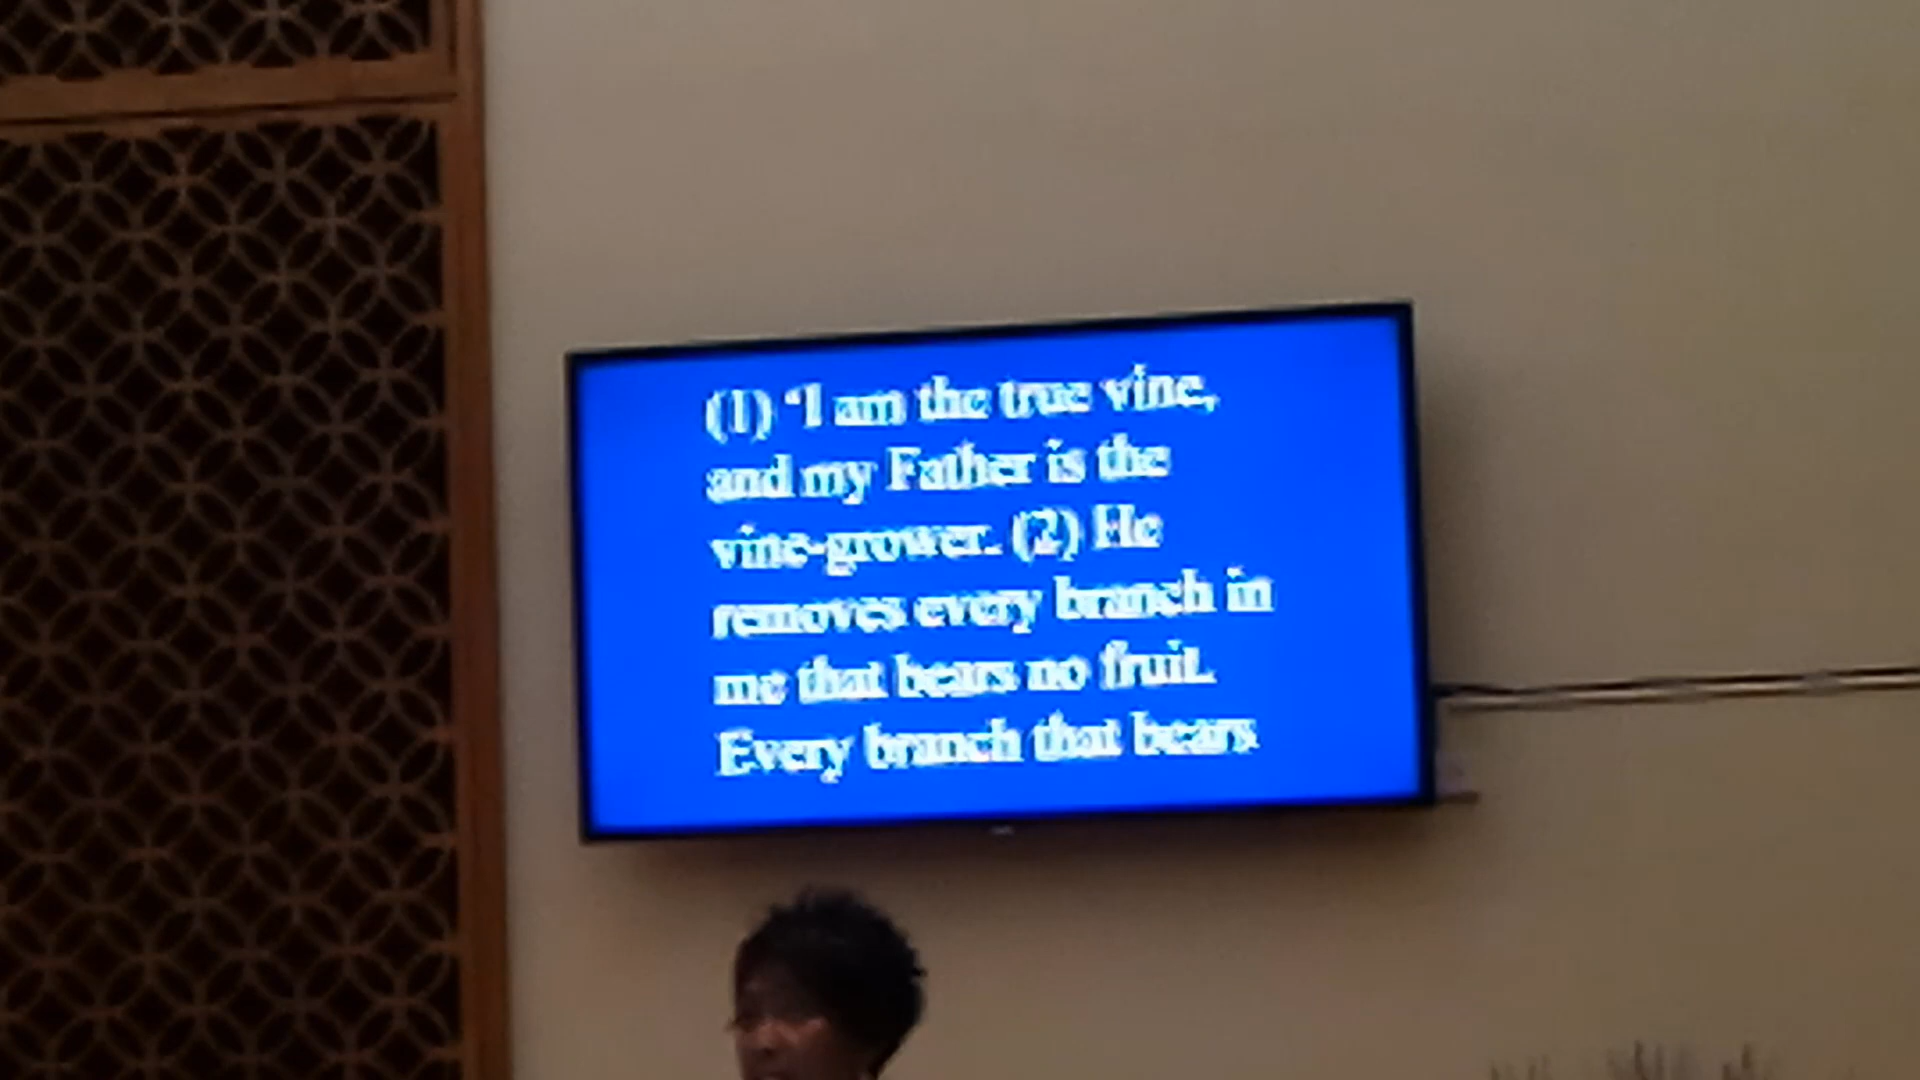 (1) ‘I am the true vine,
and my Father is the
vine-grower. (2) He
removes every branch in
me that bears no fruit.
Every branch that bears